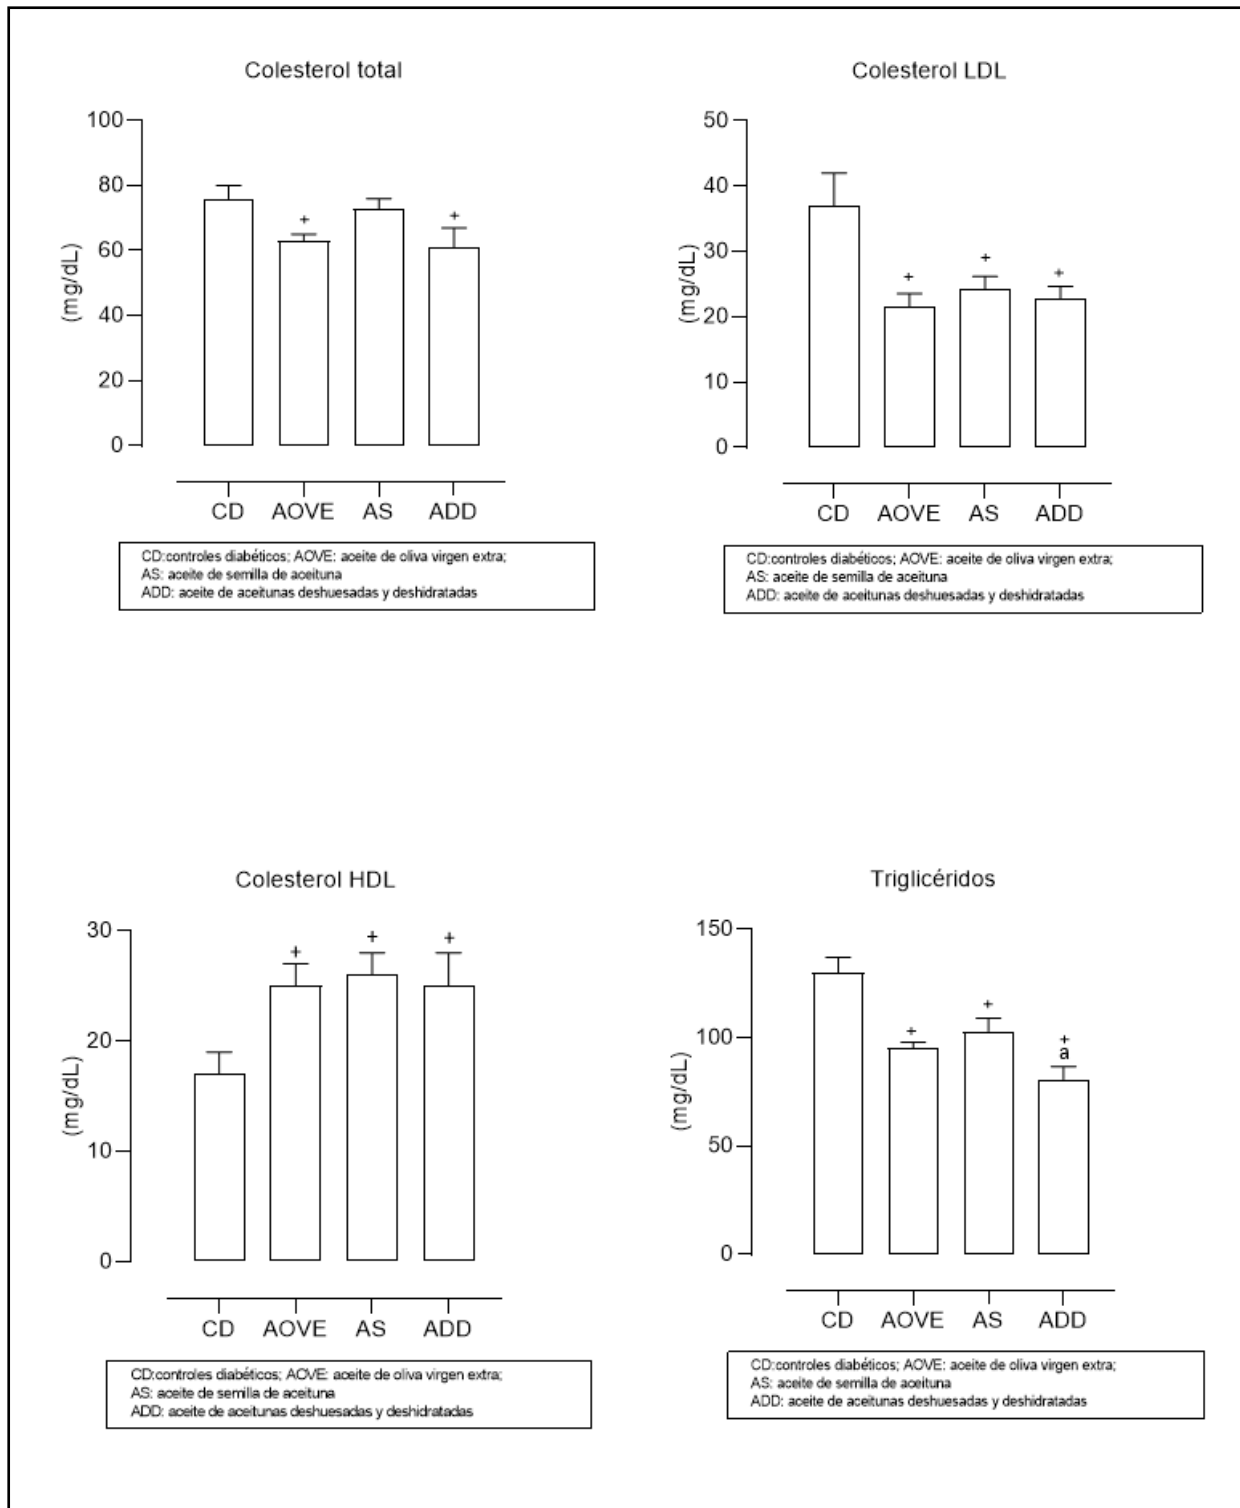 Colesterol total
100
80
60
40
20
0
(mg/dL)
+
+
CD AOVE AS ADD
CD:controles diabéticos; AOVE: aceite de oliva virgen extra;
AS: aceite de semilla de aceituna
ADD: aceite de aceitunas deshuesadas y deshidratadas
Colesterol LDL
50
40
30
20
10
0
(mg/dL)
+
+
+
CD AOVE AS ADD
CD:controles diabéticos; AOVE: aceite de oliva virgen extra;
AS: aceite de semilla de aceituna
ADD: aceite de aceitunas deshuesadas y deshidratadas
Colesterol HDL
30
20
10
0
(mg/dL)
+
+
+
CD AOVE AS ADD
CD:controles diabéticos; AOVE: aceite de oliva virgen extra;
AS: aceite de semilla de aceituna
ADD: aceite de aceitunas deshuesadas y deshidratadas
Triglicéridos
150
100
50
0
(mg/dL)
+
+
+
a
CD AOVE AS ADD
CD:controles diabéticos; AOVE: aceite de oliva virgen extra;
AS: aceite de semilla de aceituna
ADD: aceite de aceitunas deshuesadas y deshidratadas